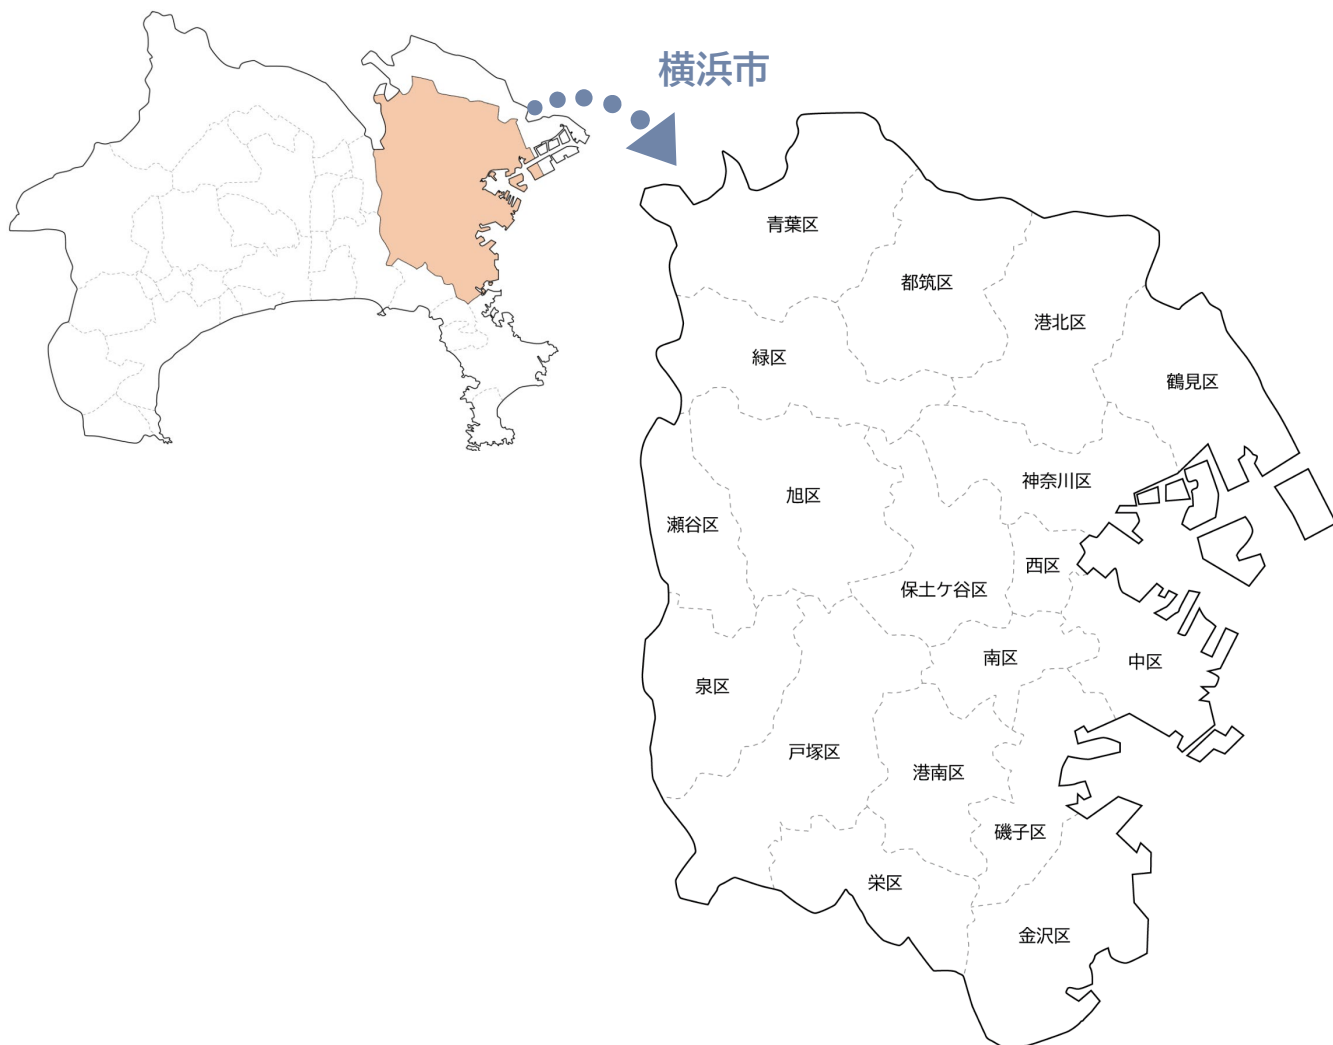 横浜市
青葉区
都筑区
港北区
緑区
鶴見区
神奈川区
旭区
瀬谷区
西区
保土ケ谷区
南区
中区
泉区
戸塚区
港南区
磯子区
栄区
金沢区